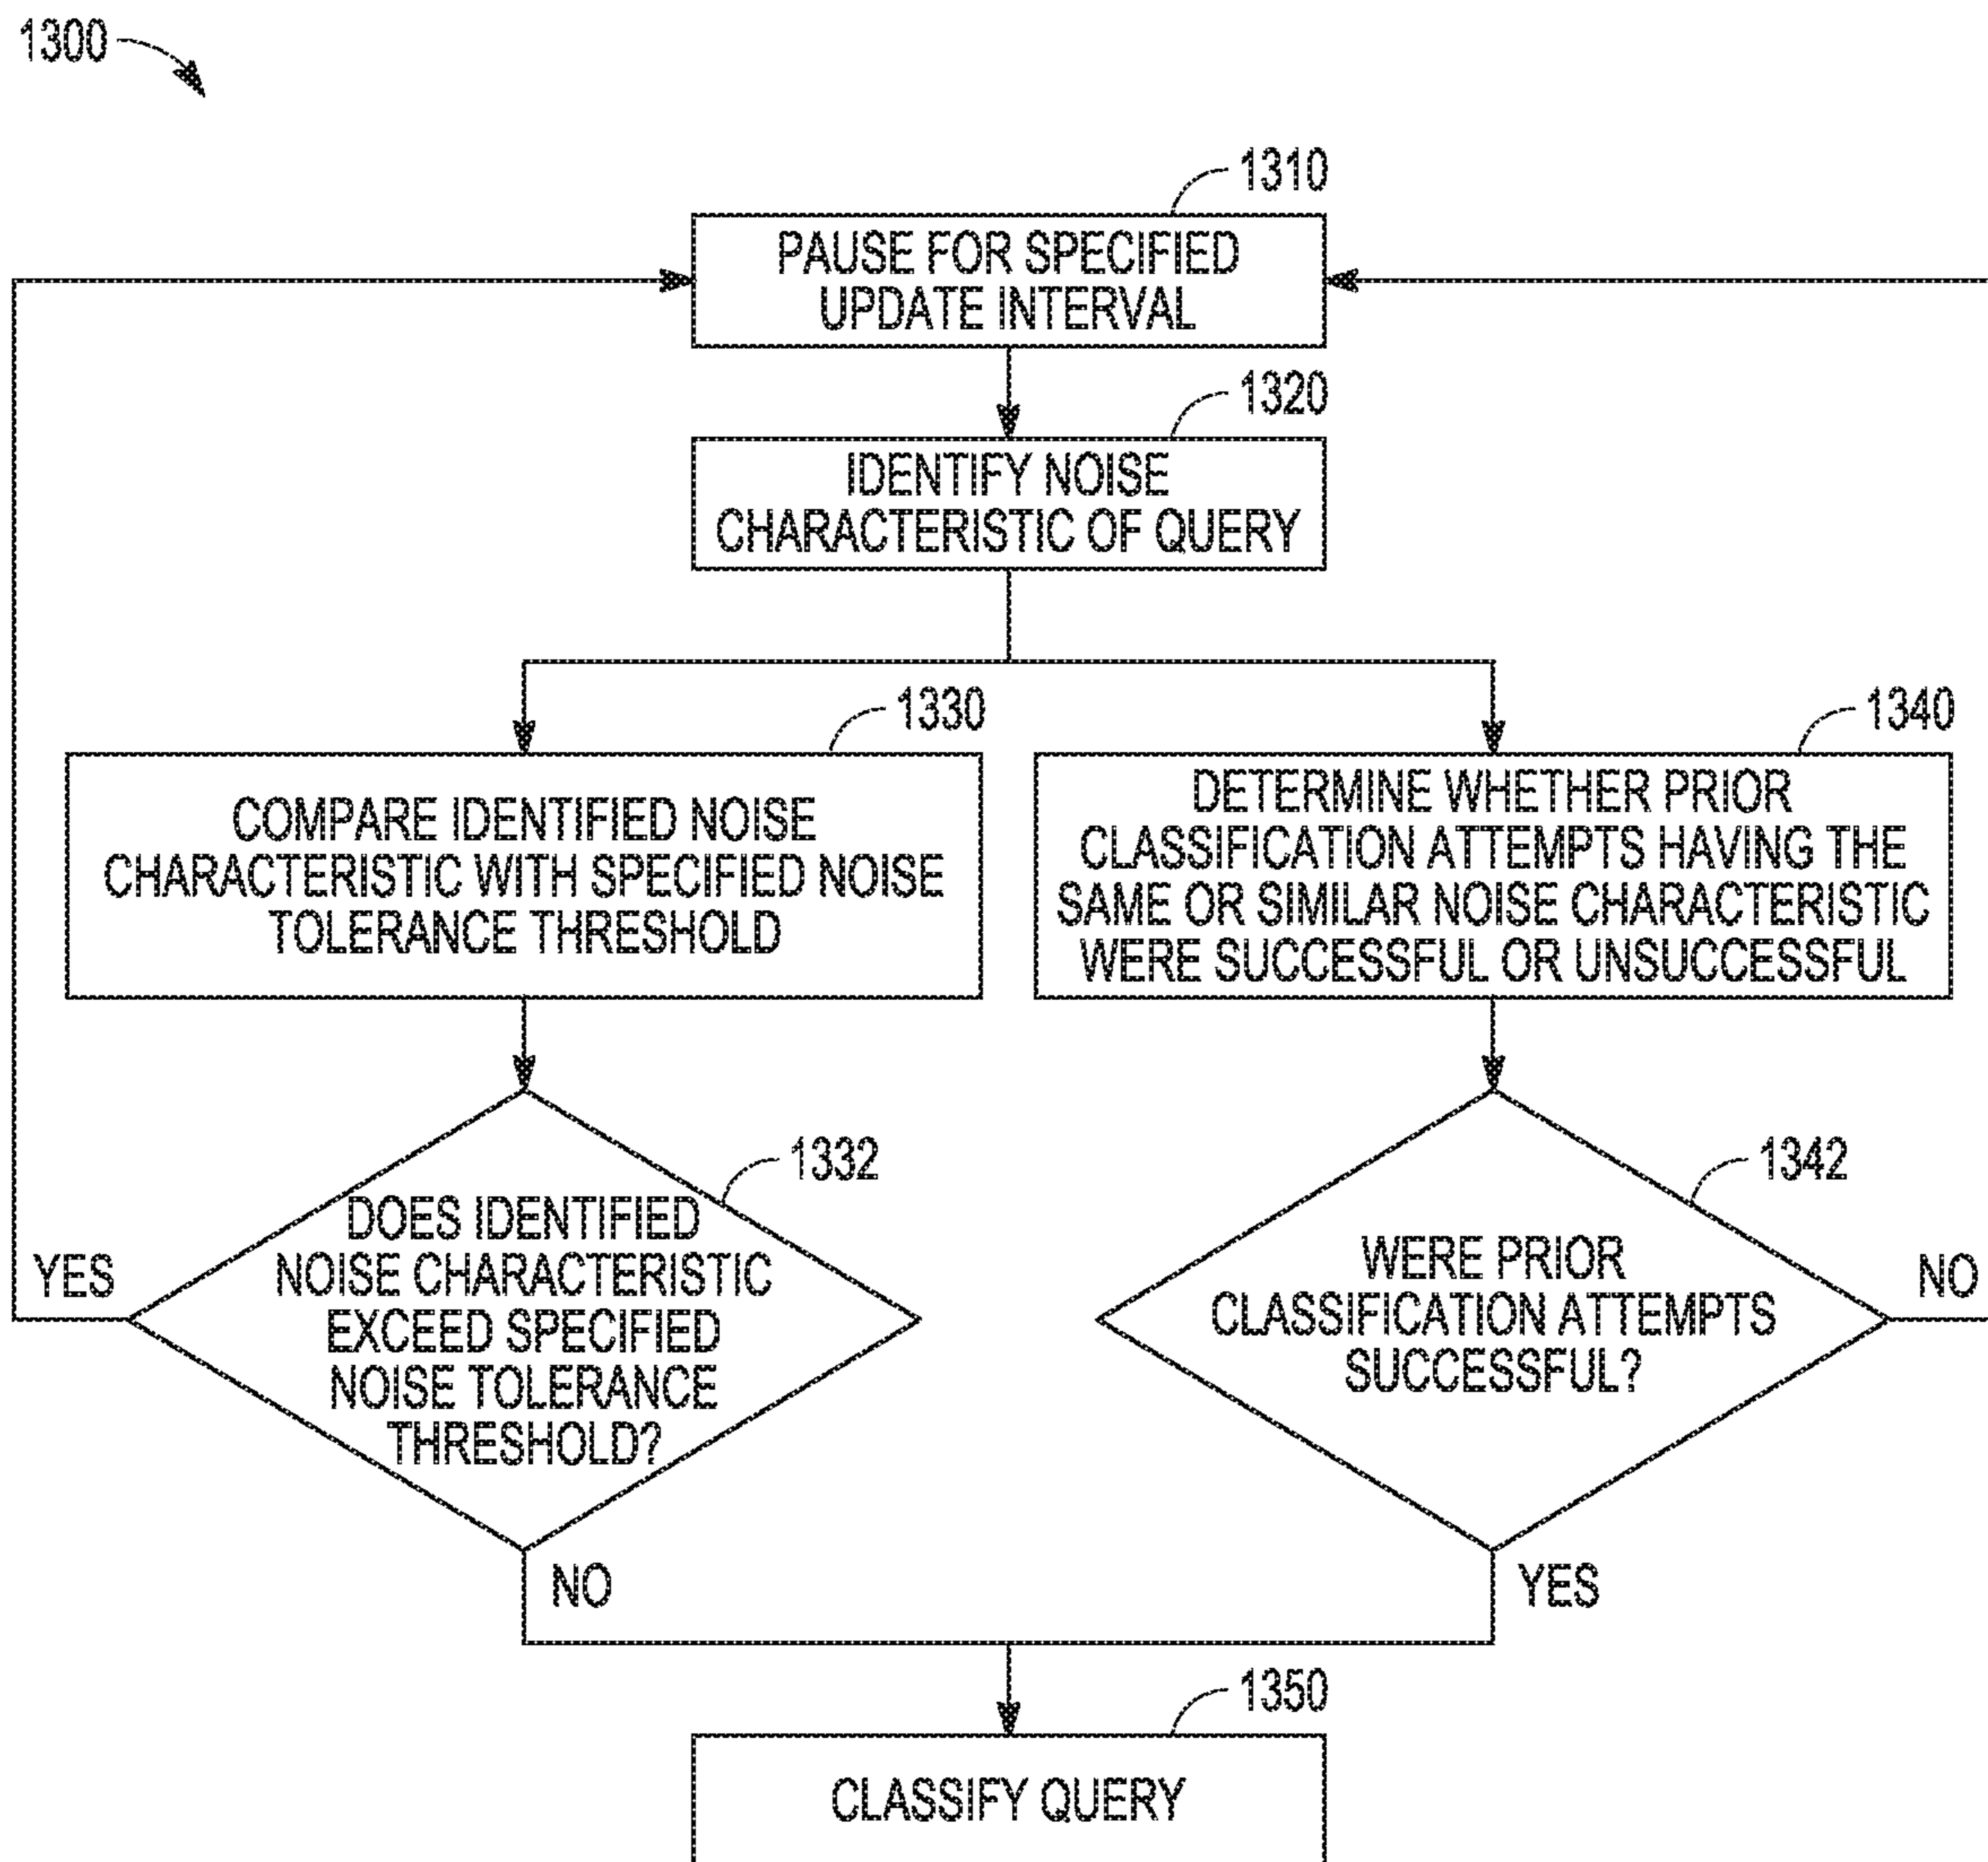 1300
1310
PAUSE FOR SPECIFIED
UPDATE INTERVAL
1320
IDENTIFY NOISE
CHARACTERISTIC OF QUERY
1330
COMPARE IDENTIFIED NOISE
CHARACTERISTIC WITH SPECIFIED NOISE
TOLERANCE THRESHOLD
1340
DETERMINE WHETHER PRIOR
CLASSIFICATION ATTEMPTS HAVING THE
SAME OR SIMILAR NOISE CHARACTERISTIC
WERE SUCCESSFUL OR UNSUCCESSFUL
1332
DOES IDENTIFIED
NOISE CHARACTERISTIC
EXCEED SPECIFIED
NOISE TOLERANCE
THRESHOLD?
YES
NO
1342
WERE PRIOR
CLASSIFICATION ATTEMPTS
SUCCESSFUL?
NO
YES
1350
CLASSIFY QUERY